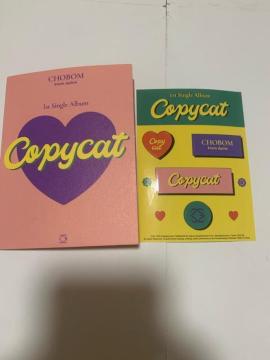 CHOBOM
from Apink
1st Single Album
Copycat
1st Single Album
Copycat
Copy
cat
CHOBOM
from Apink
Copycat